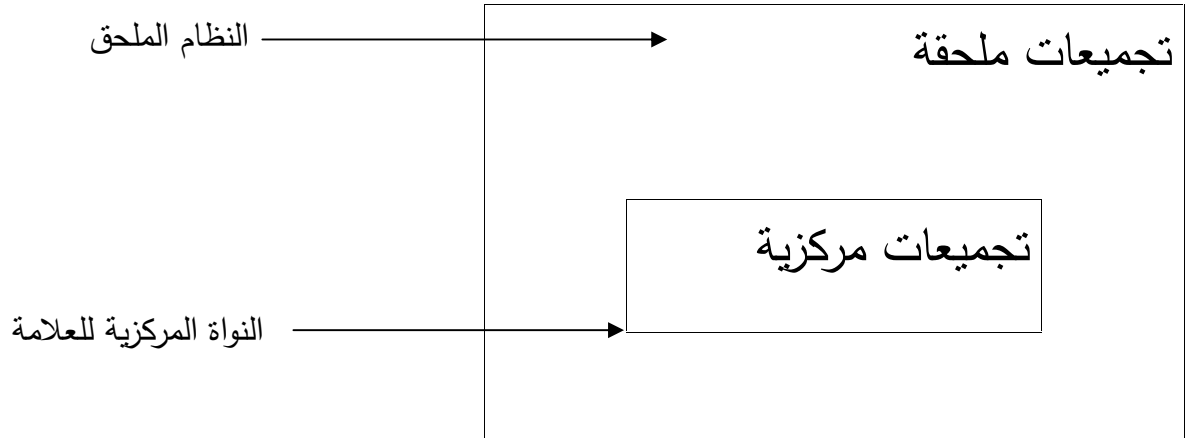 تجميعات ملحقة
النظام الملحق
تجميعات مركزية
النواة المركزية للعلامة